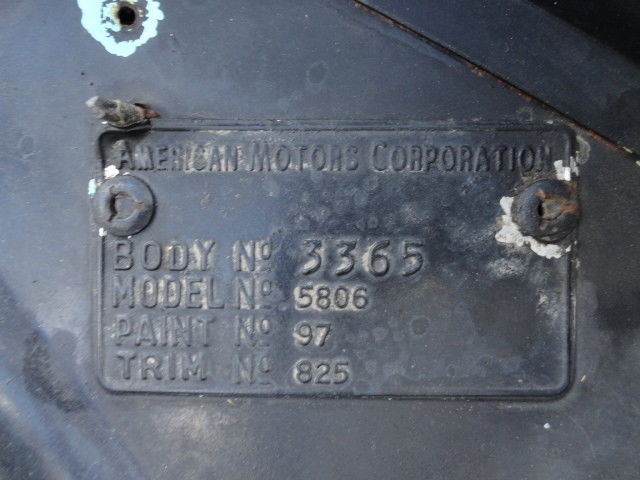 AMERICAN MOTORS CORPORATION
BODY No 3365
MODEL No 5806
PAINT No 97
TRIM No 825